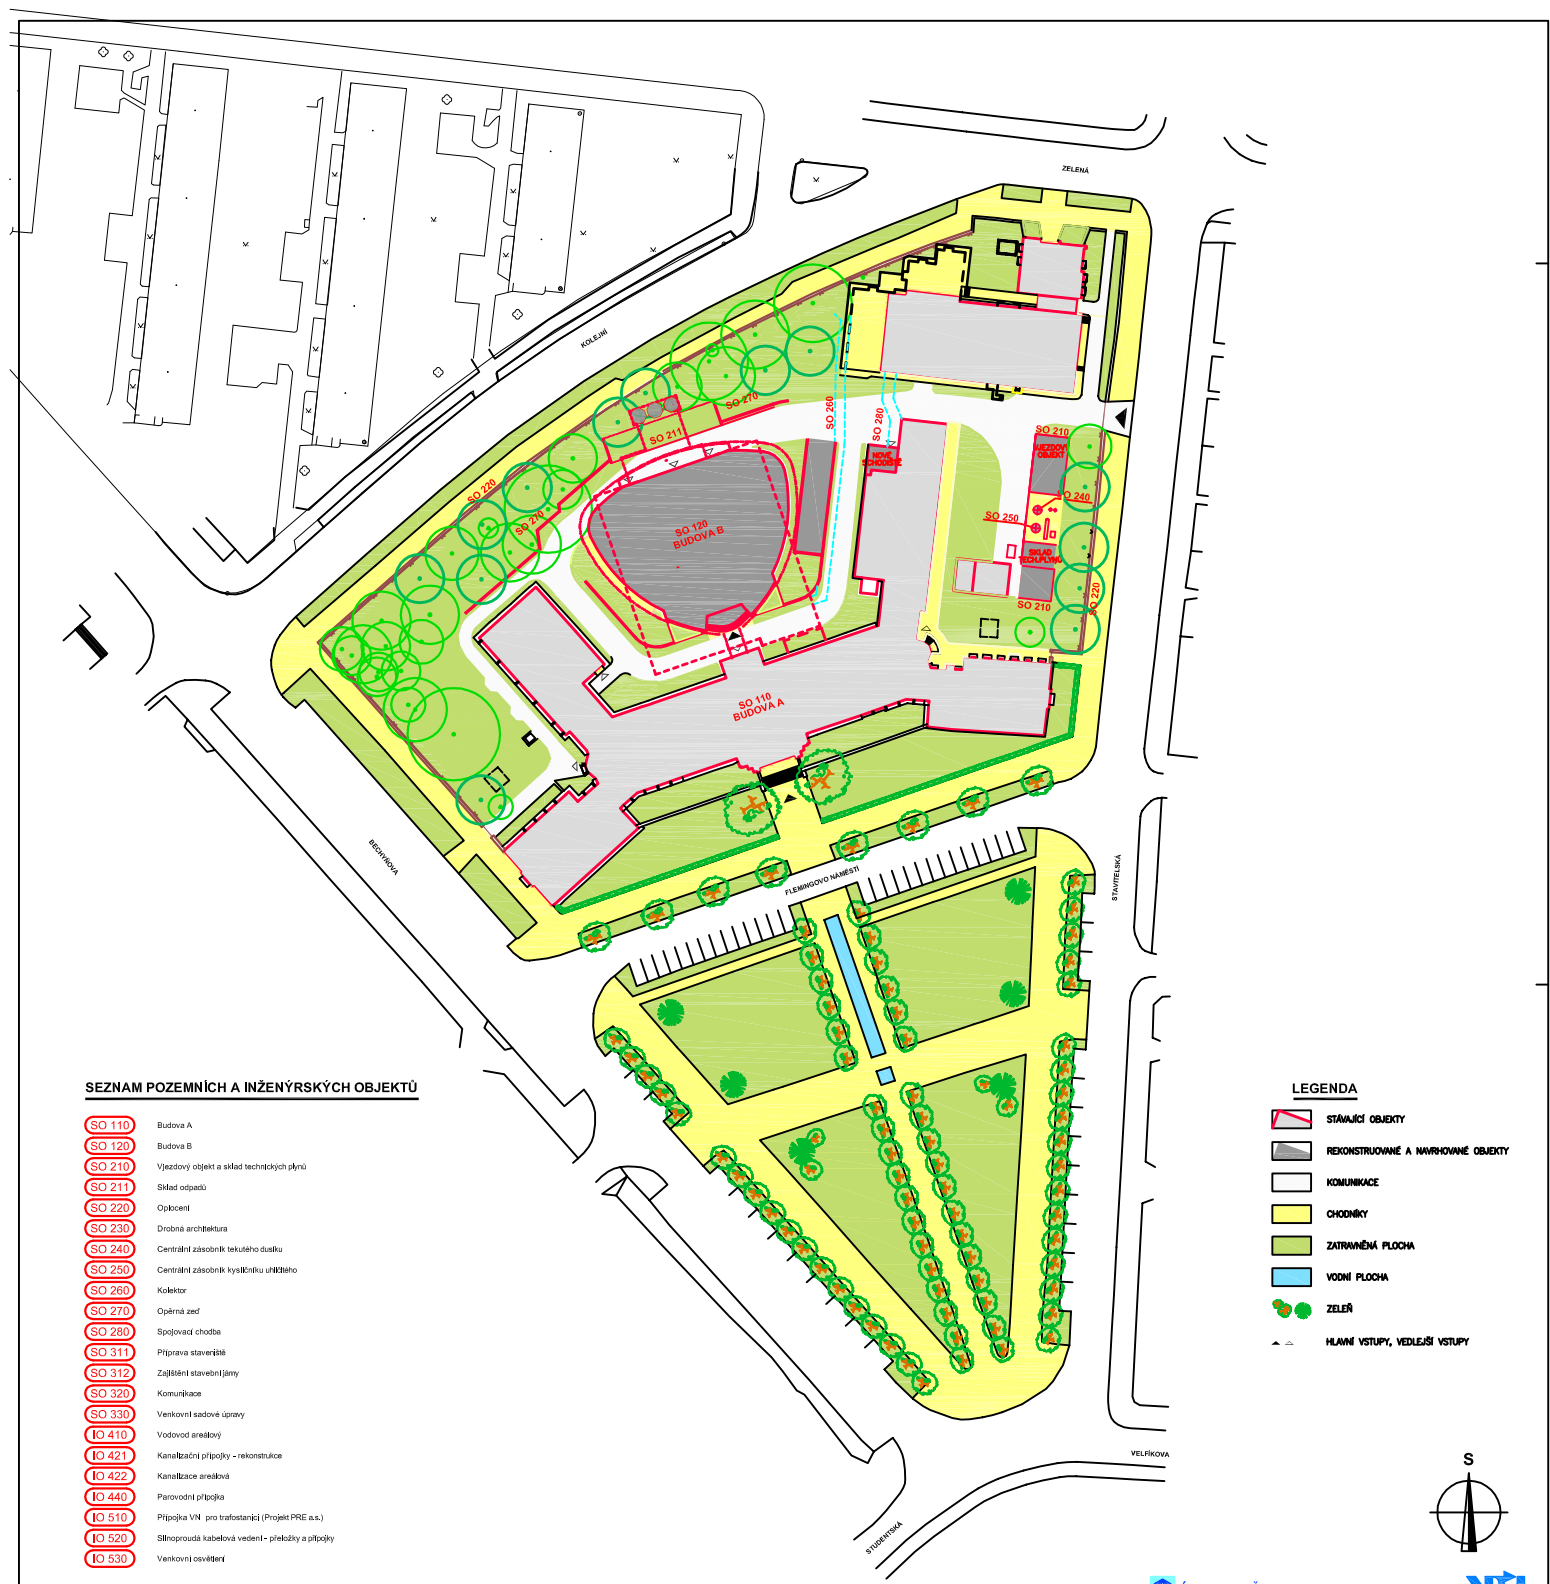 ZELENÁ
KOLEJNÍ
SO 270
SO 260
SO 280
SO 211
SO 210
VJEZDOVÝ
OBJEKT
NOVÉ
SCHODIŠTĚ
SO 220
SO 240
SO 270
SO 250
SO 120
BUDOVA B
SKLAD
TECH.PLYNŮ
SO 210
SO 220
SO 110
BUDOVA A
BECHYŇOVA
FLEMINGOVO NÁMĚSTÍ
STAVITELSKÁ
VELFÍKOVA
STUDENTSKÁ
SEZNAM POZEMNÍCH A INŽENÝRSKÝCH OBJEKTŮ
SO 110 Budova A
SO 120 Budova B
SO 210 Vjezdový objekt a sklad technických plynů
SO 211 Sklad odpadů
SO 220 Oplocení
SO 230 Drobná architektura
SO 240 Centrální zásobník tekutého dusíku
SO 250 Centrální zásobník kysličníku uhličitého
SO 260 Kolektor
SO 270 Opěrná zeď
SO 280 Spojovací chodba
SO 311 Příprava staveniště
SO 312 Zajištění stavební jámy
SO 320 Komunikace
SO 330 Venkovní sadové úpravy
IO 410 Vodovod areálový
IO 421 Kanalizační přípojky - rekonstrukce
IO 422 Kanalizace areálová
IO 440 Parovodní přípojka
IO 510 Přípojka VN pro trafostanici (Projekt PRE a.s.)
IO 520 Silnoproudá kabelová vedení - přeložky a přípojky
IO 530 Venkovní osvětlení
LEGENDA
STÁVAJÍCÍ OBJEKTY
REKONSTRUOVANÉ A NAVRHOVANÉ OBJEKTY
KOMUNIKACE
CHODNÍKY
ZATRAVNĚNÁ PLOCHA
VODNÍ PLOCHA
ZELEŇ
HLAVNÍ VSTUPY, VEDLEJŠÍ VSTUPY
S